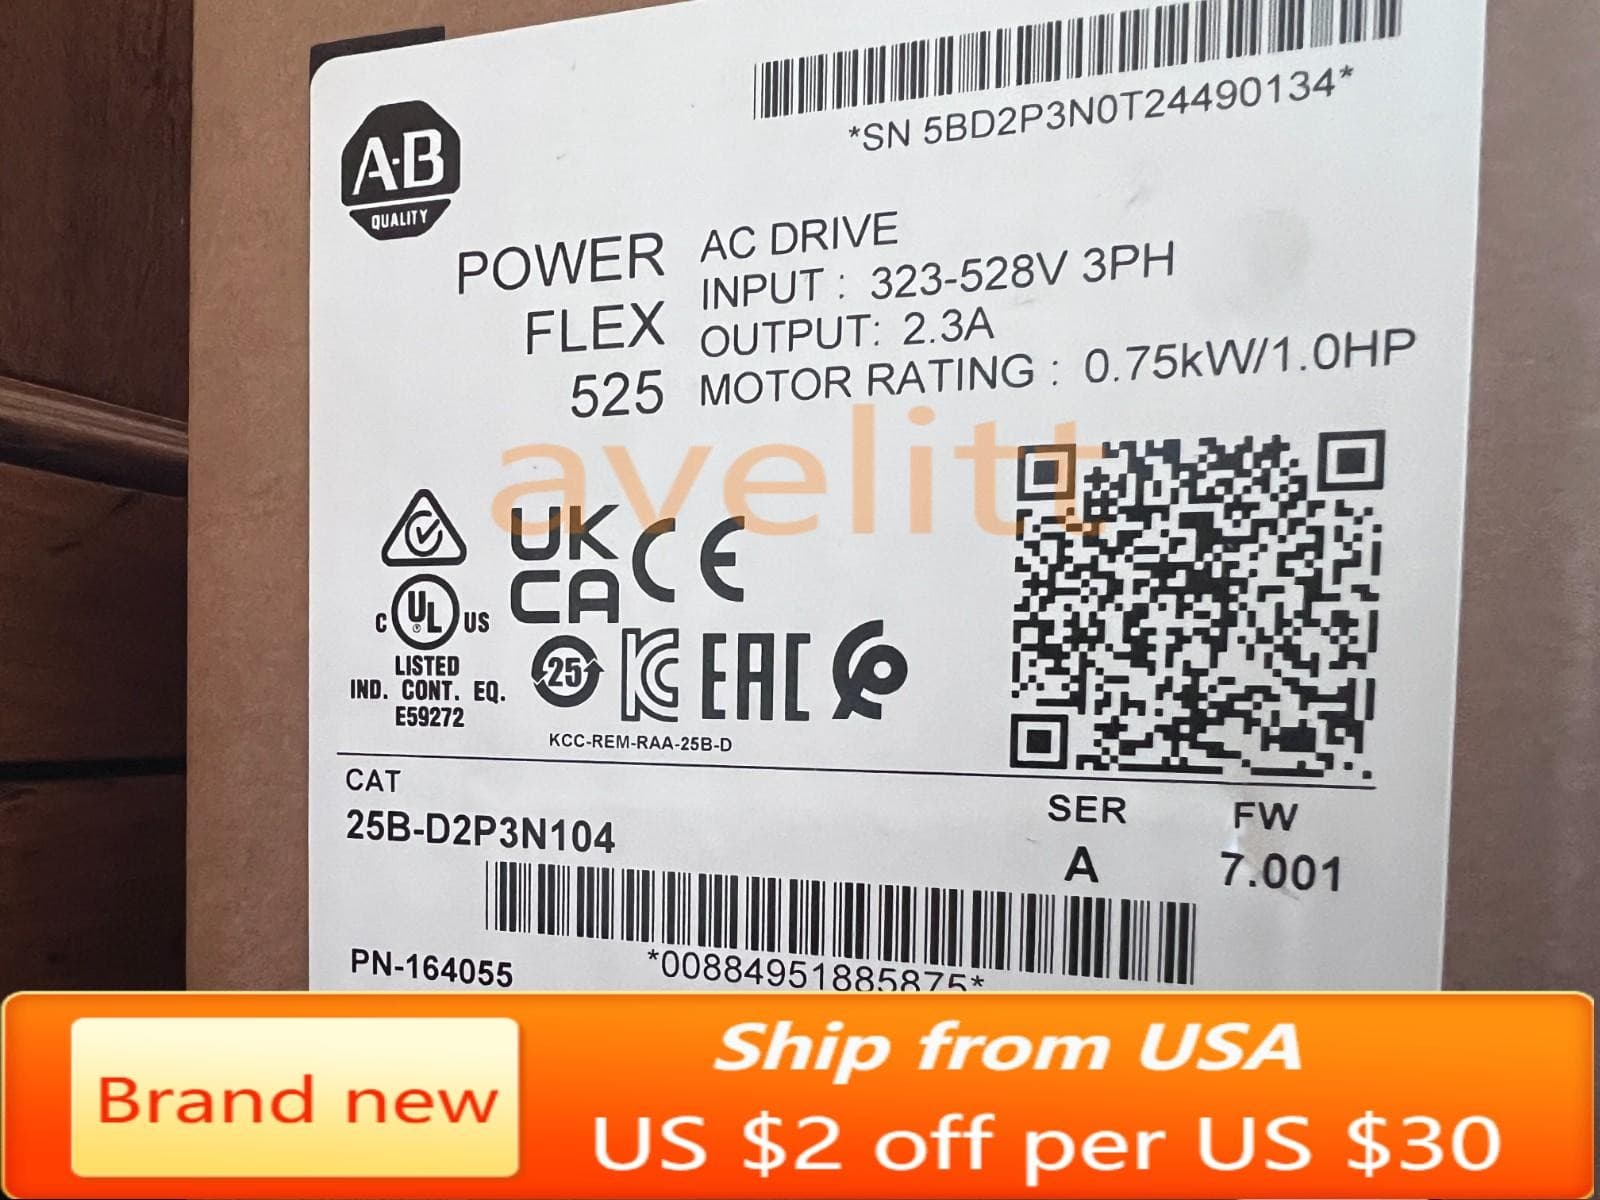 *SN 5BD2P3N0T24490134*
A-B
QUALITY
POWER
FLEX
525
AC DRIVE
INPUT : 323-528V 3PH
OUTPUT: 2.3A
MOTOR RATING : 0.75kW/1.0HP
avelitt
UK
CA
CE
C UL US
LISTED
IND. CONT. EQ.
E59272
25
KC
EAC
KCC-REM-RAA-25B-D
CAT
25B-D2P3N104
SER
A
FW
7.001
PN-164055
*00884951885875*
Brand new
Ship from USA
US $2 off per US $30